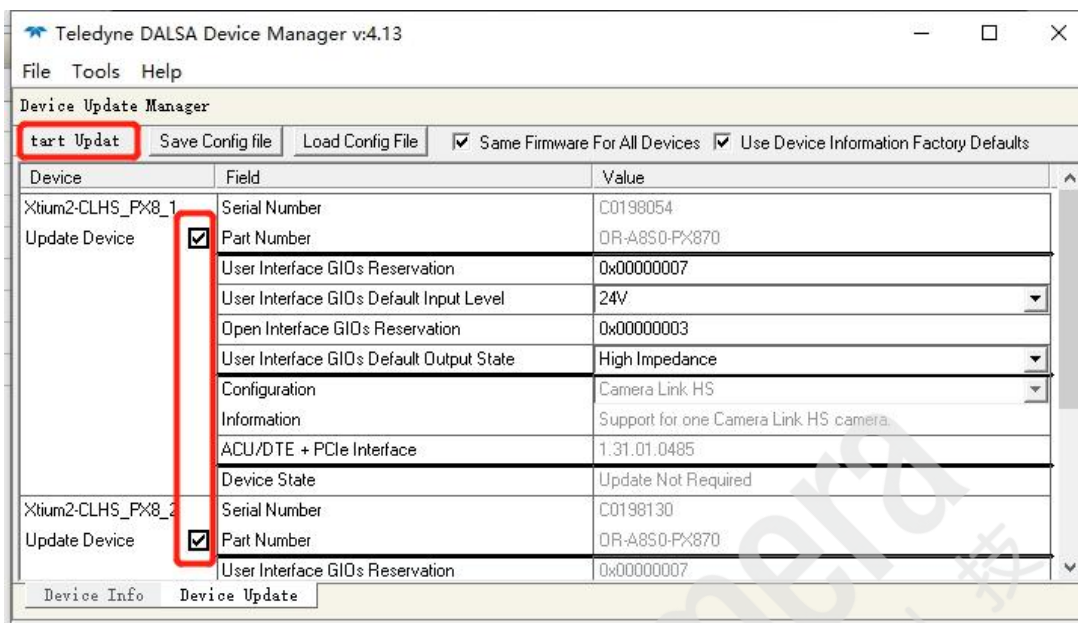 Teledyne DALSA Device Manager v:4.13
File Tools Help
Device Update Manager
tart Updat Save Config file Load Config File Same Firmware For All Devices Use Device Information Factory Defaults
Device Field Value
Xtium2-CLHS_PX8_1 Serial Number C0198054
Update Device Part Number OR-A8S0-PX870
User Interface GIOs Reservation 0x00000007
User Interface GIOs Default Input Level 24V
Open Interface GIOs Reservation 0x00000003
User Interface GIOs Default Output State High Impedance
Configuration Camera Link HS
Information Support for one Camera Link HS camera.
ACU/DTE + PCIe Interface 1.31.01.0485
Device State Update Not Required
Xtium2-CLHS_PX8_2 Serial Number C0198130
Update Device Part Number OR-A8S0-PX870
User Interface GIOs Reservation 0x00000007
Device Info Device Update
mera
技